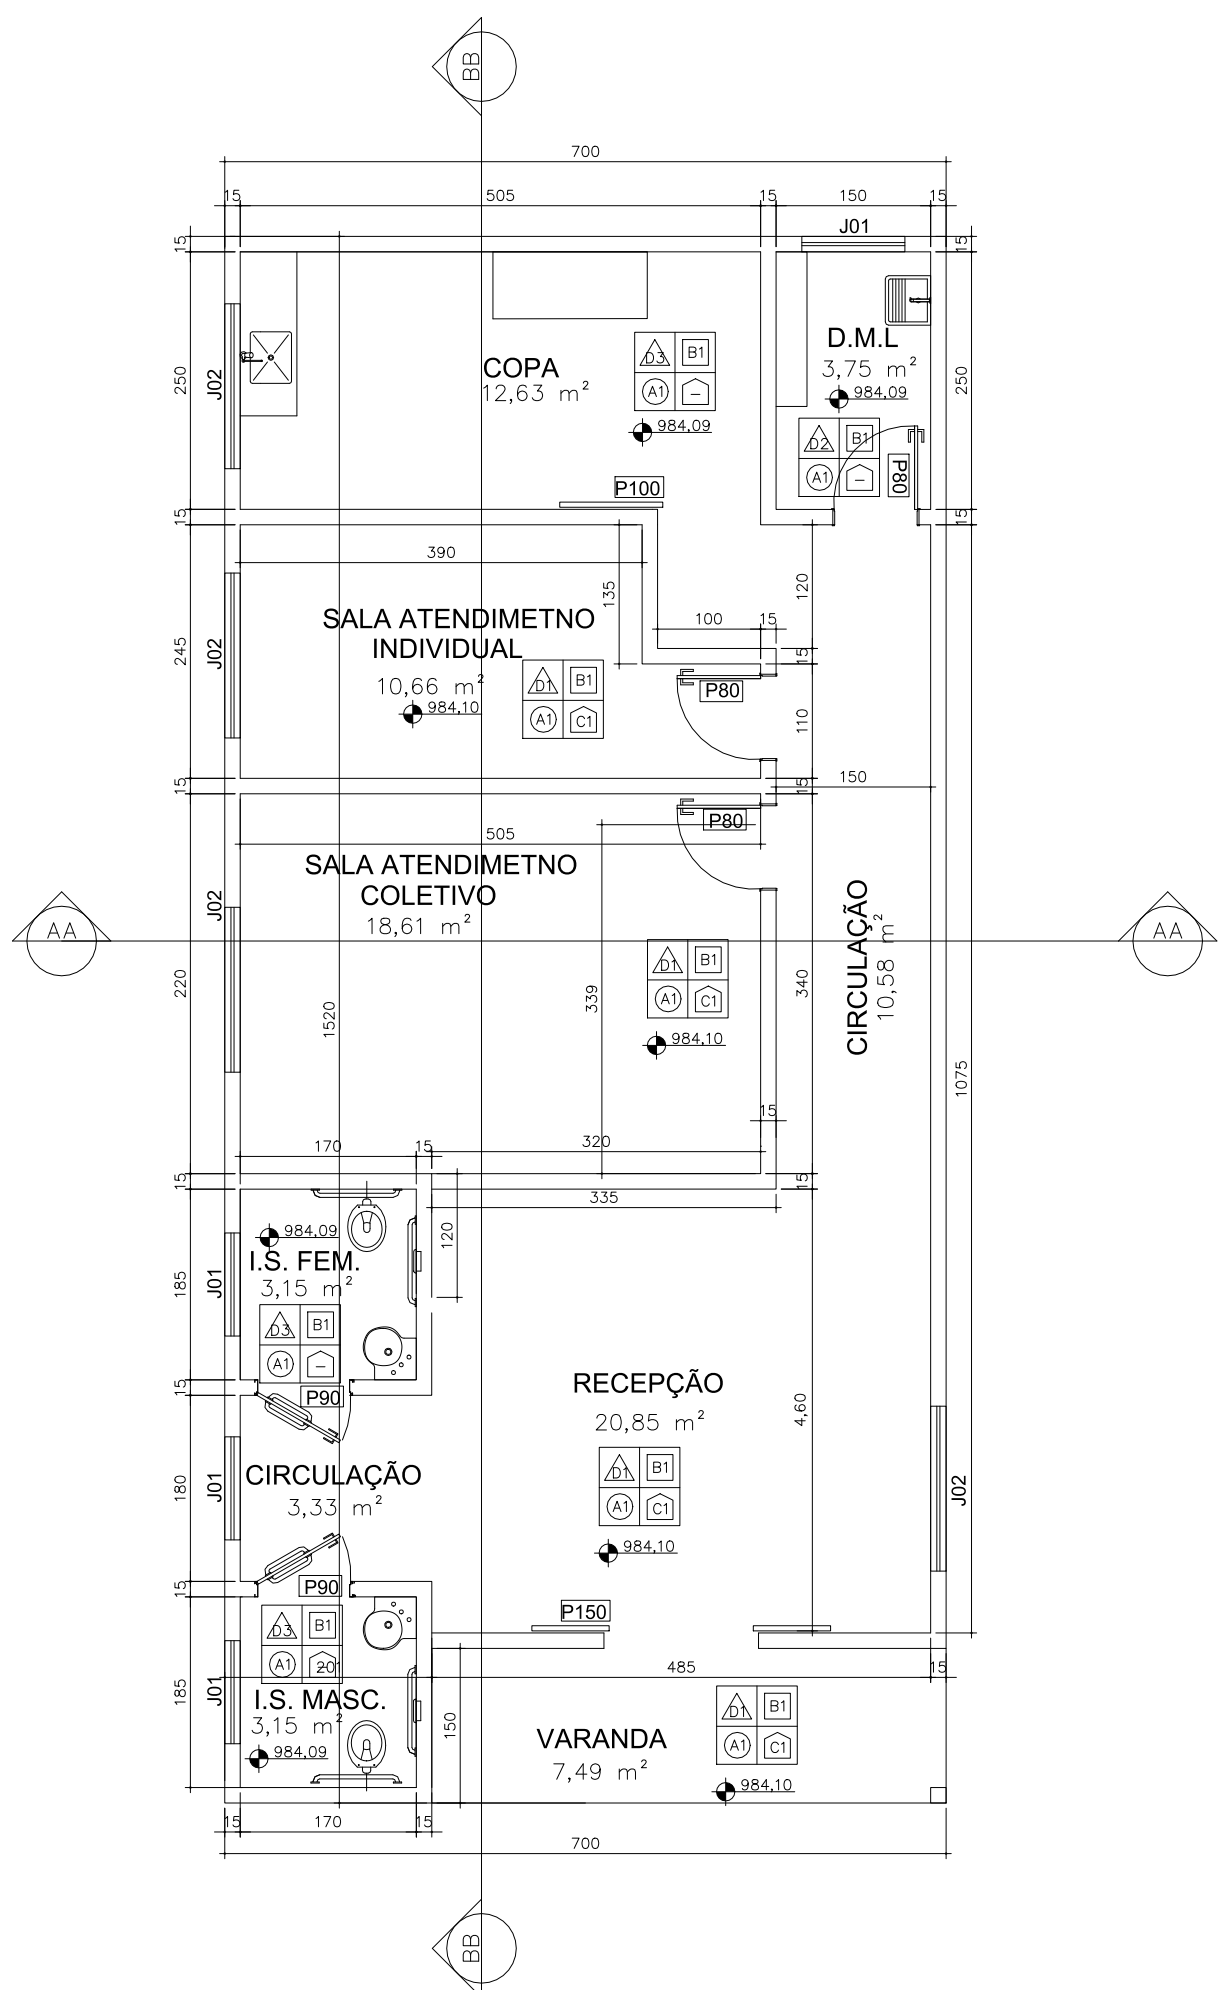 BB
700
15
505
15
150
15
J01
15
15
D.M.L
3,75 m²
984,09
COPA
12,63 m²
D3
B1
A1
–
984,09
250
J02
250
D2
B1
A1
–
P80
P100
15
15
390
135
120
SALA ATENDIMETNO
INDIVIDUAL
10,66 m²
984,10
D1
B1
A1
C1
100
15
15
245
J02
P80
110
15
15
150
P80
505
SALA ATENDIMETNO
COLETIVO
18,61 m²
J02
CIRCULAÇÃO
10,58 m²
AA
AA
D1
B1
A1
C1
984,10
220
1520
339
340
1075
15
170
15
320
15
15
335
984,09
120
I.S. FEM.
3,15 m²
185
J01
D3
B1
A1
–
15
P90
RECEPÇÃO
20,85 m²
4,60
D1
B1
A1
C1
984,10
CIRCULAÇÃO
3,33 m²
180
J01
J02
15
P90
P150
D3
B1
A1
–
201
485
15
185
J01
I.S. MASC.
3,15 m²
984,09
150
VARANDA
7,49 m²
D1
B1
A1
C1
984,10
15
170
15
700
BB